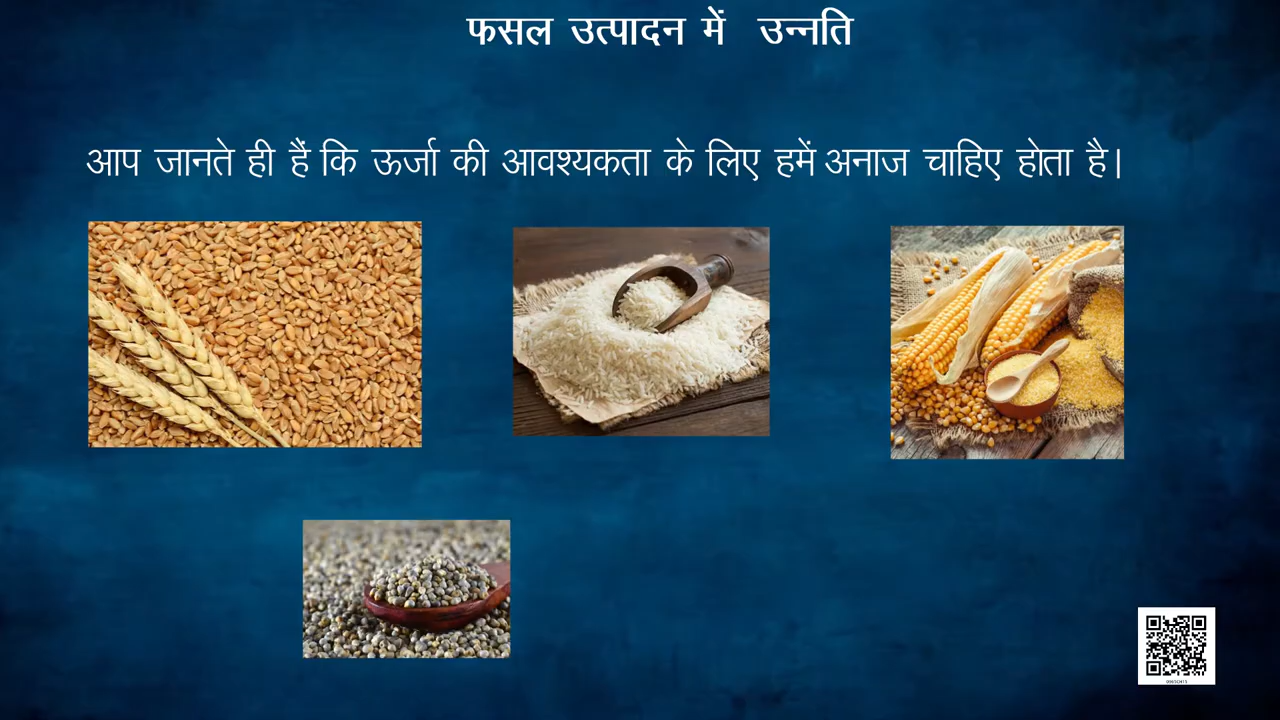 फसल उत्पादन में उन्नति
आप जानते ही हैं कि ऊर्जा की आवश्यकता के लिए हमें अनाज चाहिए होता है।